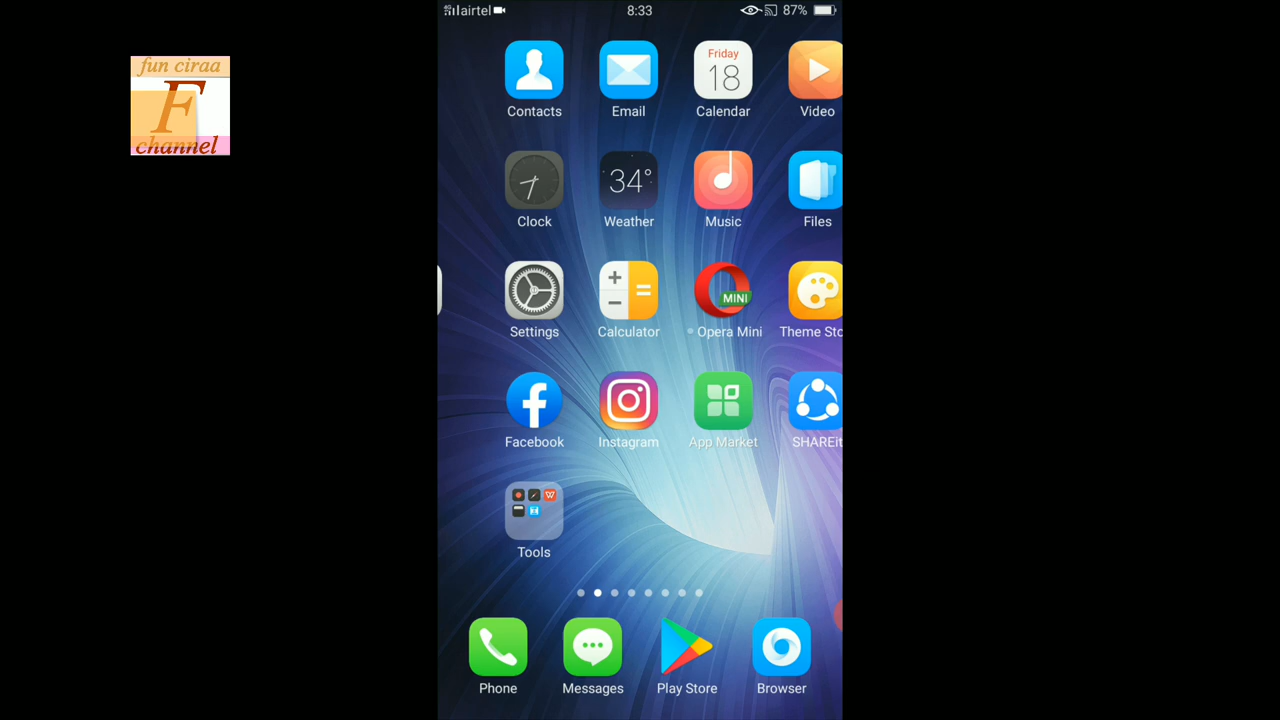 airtel
8:33
87%
fun ciraa
F
channel
Friday
18
Contacts
Email
Calendar
Video
34°
Clock
Weather
Music
Files
MINI
Settings
Calculator
Opera Mini
Theme Sto
Facebook
Instagram
App Market
SHAREit
W
Tools
Phone
Messages
Play Store
Browser